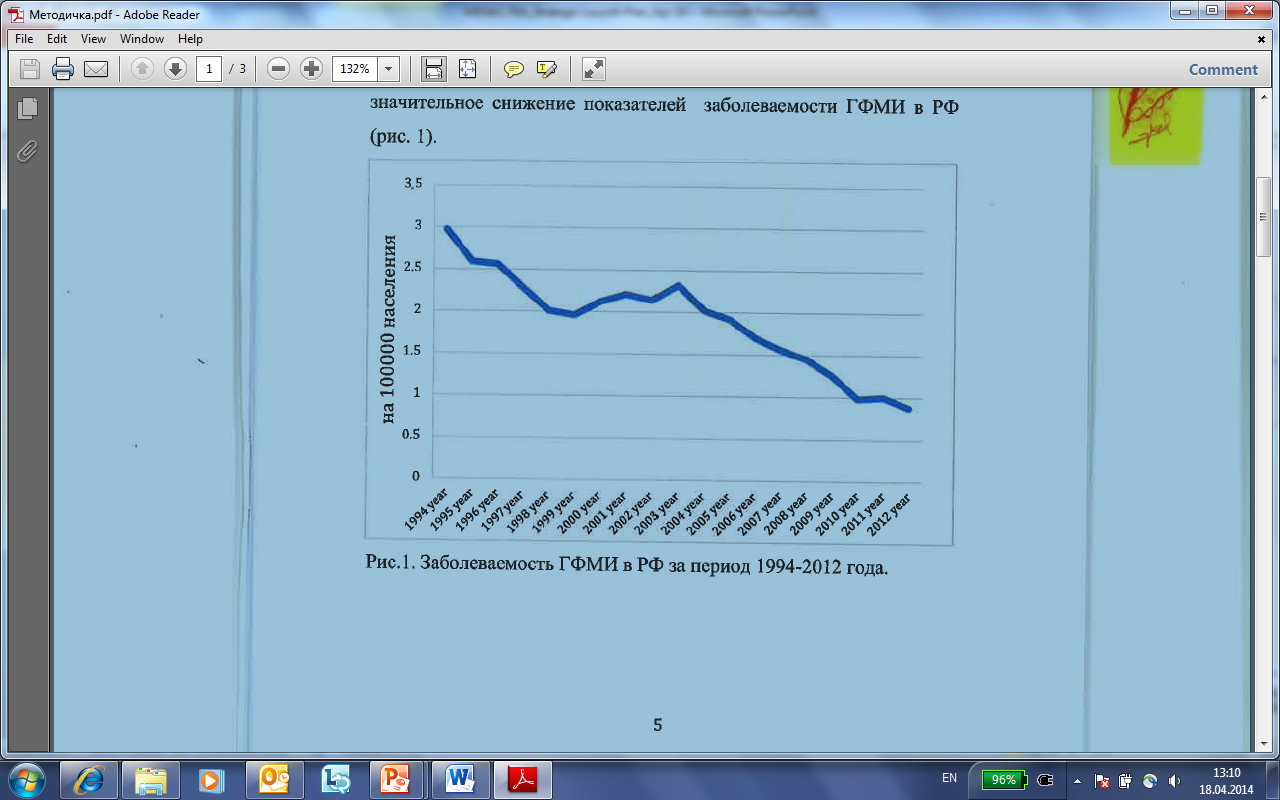 Методичка.pdf - Adobe Reader
File Edit View Window Help
1 / 3 132% Comment
значительное снижение показателей заболеваемости ГФМИ в РФ
(рис. 1).
на 100000 населения
3,5
3
2.5
2
1.5
1
0.5
0
1994 year
1995 year
1996 year
1997 year
1998 year
1999 year
2000 year
2001 year
2002 year
2003 year
2004 year
2005 year
2006 year
2007 year
2008 year
2009 year
2010 year
2011 year
2012 year
Рис.1. Заболеваемость ГФМИ в РФ за период 1994-2012 года.
5
EN 96% 13:10
18.04.2014